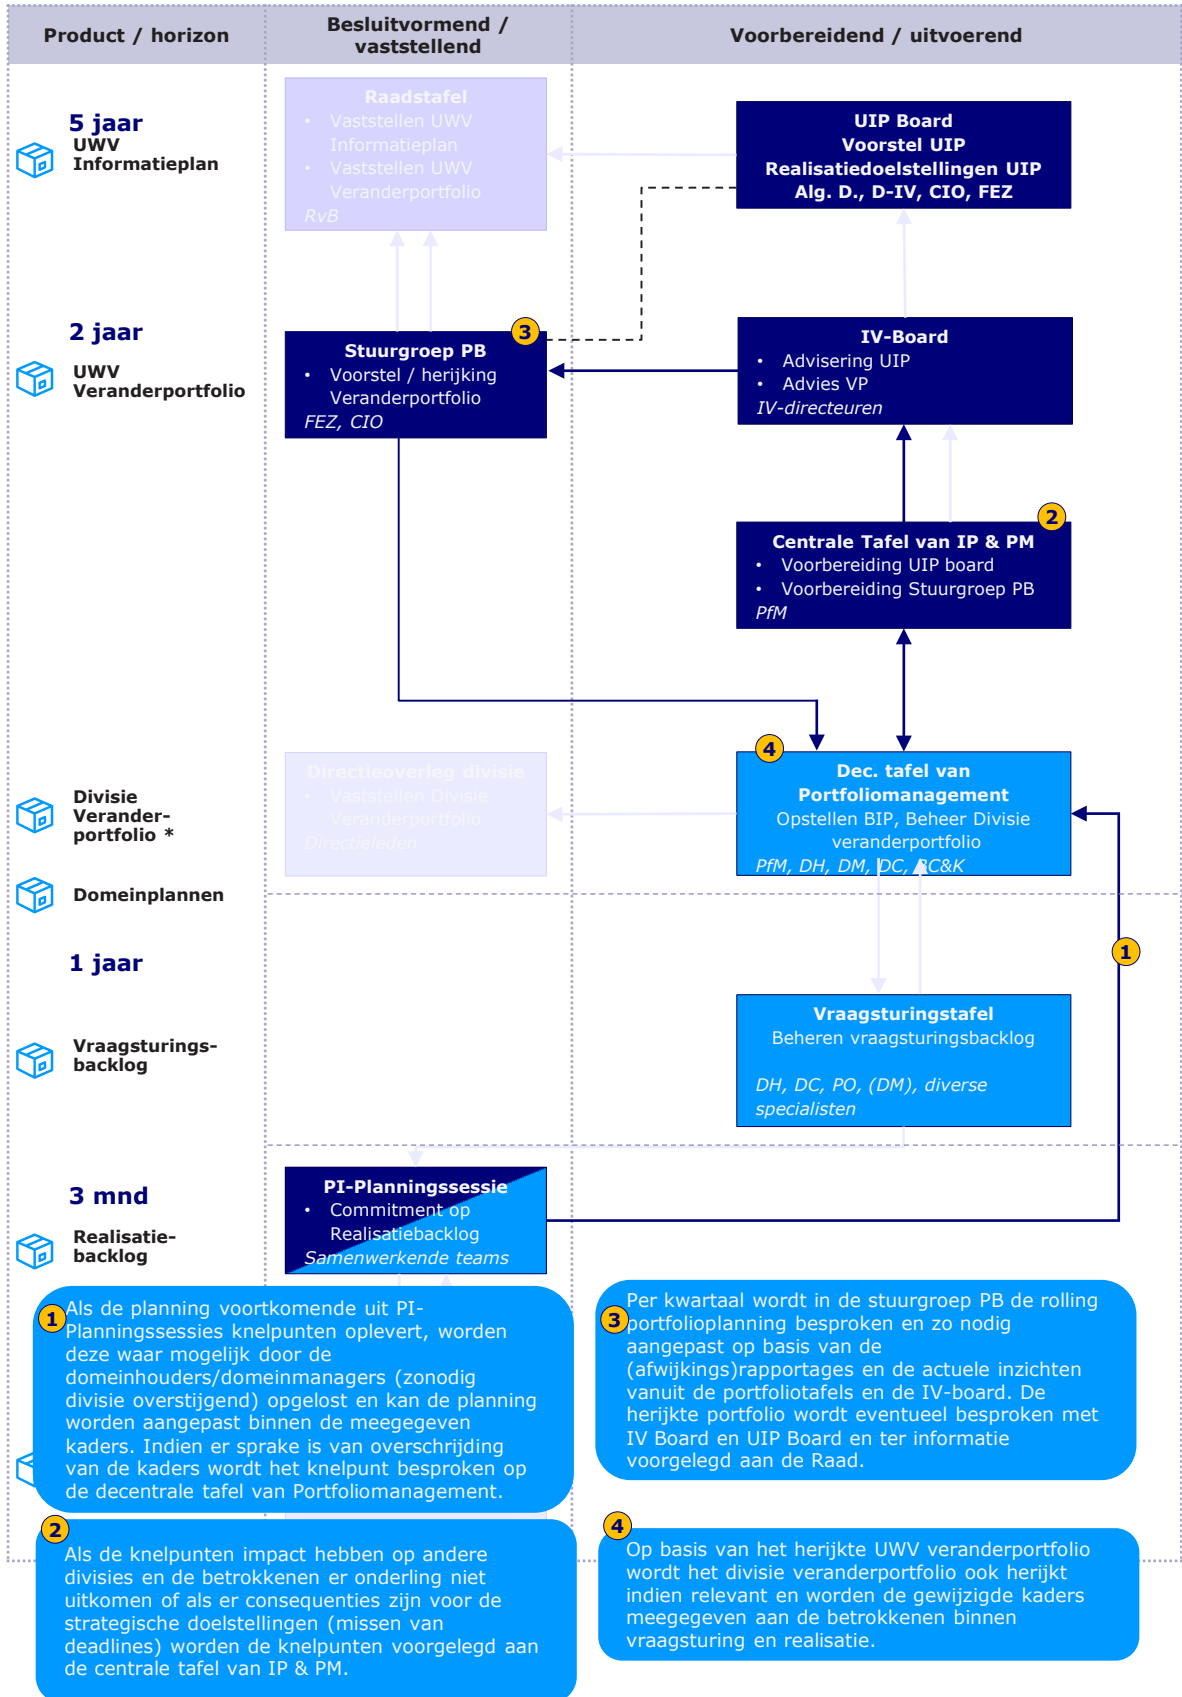 Product / horizon
Besluitvormend /
vaststellend
Voorbereidend / uitvoerend
5 jaar
UWV
Informatieplan
Raadstafel
• Vaststellen UWV
Informatieplan
• Vaststellen UWV
Veranderportfolio
RvB
UIP Board
Voorstel UIP
Realisatiedoelstellingen UIP
Alg. D., D-IV, CIO, FEZ
2 jaar
UWV
Veranderportfolio
3
Stuurgroep PB
• Voorstel / herijking
Veranderportfolio
FEZ, CIO
IV-Board
• Advisering UIP
• Advies VP
IV-directeuren
2
Centrale Tafel van IP & PM
• Voorbereiding UIP board
• Voorbereiding Stuurgroep PB
PfM
Divisie
Verander-
portfolio *
Directieoverleg divisie
• Vaststellen Divisie
Veranderportfolio
Directieleden
4
Dec. tafel van
Portfoliomanagement
Opstellen BIP, Beheer Divisie
veranderportfolio
PfM, DH, DM, DC, BC&K
Domeinplannen
1 jaar
1
Vraagsturings-
backlog
Vraagsturingstafel
Beheren vraagsturingsbacklog
DH, DC, PO, (DM), diverse
specialisten
3 mnd
Realisatie-
backlog
PI-Planningssessie
• Commitment op
Realisatiebacklog
Samenwerkende teams
1
Als de planning voortkomende uit PI-
Planningssessies knelpunten oplevert, worden
deze waar mogelijk door de
domeinhouders/domeinmanagers (zonodig
divisie overstijgend) opgelost en kan de planning
worden aangepast binnen de meegegeven
kaders. Indien er sprake is van overschrijding
van de kaders wordt het knelpunt besproken op
de decentrale tafel van Portfoliomanagement.
3
Per kwartaal wordt in de stuurgroep PB de rolling
portfolioplanning besproken en zo nodig
aangepast op basis van de
(afwijkings)rapportages en de actuele inzichten
vanuit de portfoliotafels en de IV-board. De
herijkte portfolio wordt eventueel besproken met
IV Board en UIP Board en ter informatie
voorgelegd aan de Raad.
2
Als de knelpunten impact hebben op andere
divisies en de betrokkenen er onderling niet
uitkomen of als er consequenties zijn voor de
strategische doelstellingen (missen van
deadlines) worden de knelpunten voorgelegd aan
de centrale tafel van IP & PM.
4
Op basis van het herijkte UWV veranderportfolio
wordt het divisie veranderportfolio ook herijkt
indien relevant en worden de gewijzigde kaders
meegegeven aan de betrokkenen binnen
vraagsturing en realisatie.